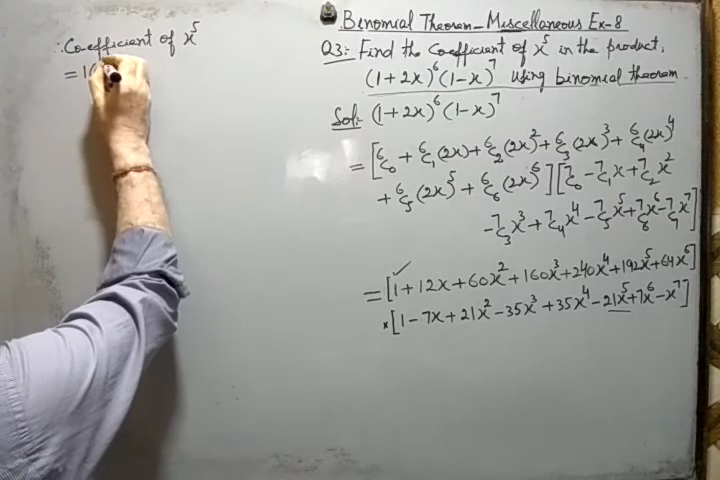 ∴ Coefficient of x⁵
= 1(
Binomial Theorem – Miscellaneous Ex-8
Q3:- Find the Coefficient of x⁵ in the product,
(1+2x)⁶(1-x)⁷ using binomial theorem
Sol:- (1+2x)⁶(1-x)⁷
= [⁶C₀ + ⁶C₁(2x) + ⁶C₂(2x)² + ⁶C₃(2x)³ + ⁶C₄(2x)⁴
+ ⁶C₅(2x)⁵ + ⁶C₆(2x)⁶][⁷C₀ - ⁷C₁x + ⁷C₂x²
- ⁷C₃x³ + ⁷C₄x⁴ - ⁷C₅x⁵ + ⁷C₆x⁶ - ⁷C₇x⁷]
= [1 + 12x + 60x² + 160x³ + 240x⁴ + 192x⁵ + 64x⁶]
× [1 - 7x + 21x² - 35x³ + 35x⁴ - 21x⁵ + 7x⁶ - x⁷]